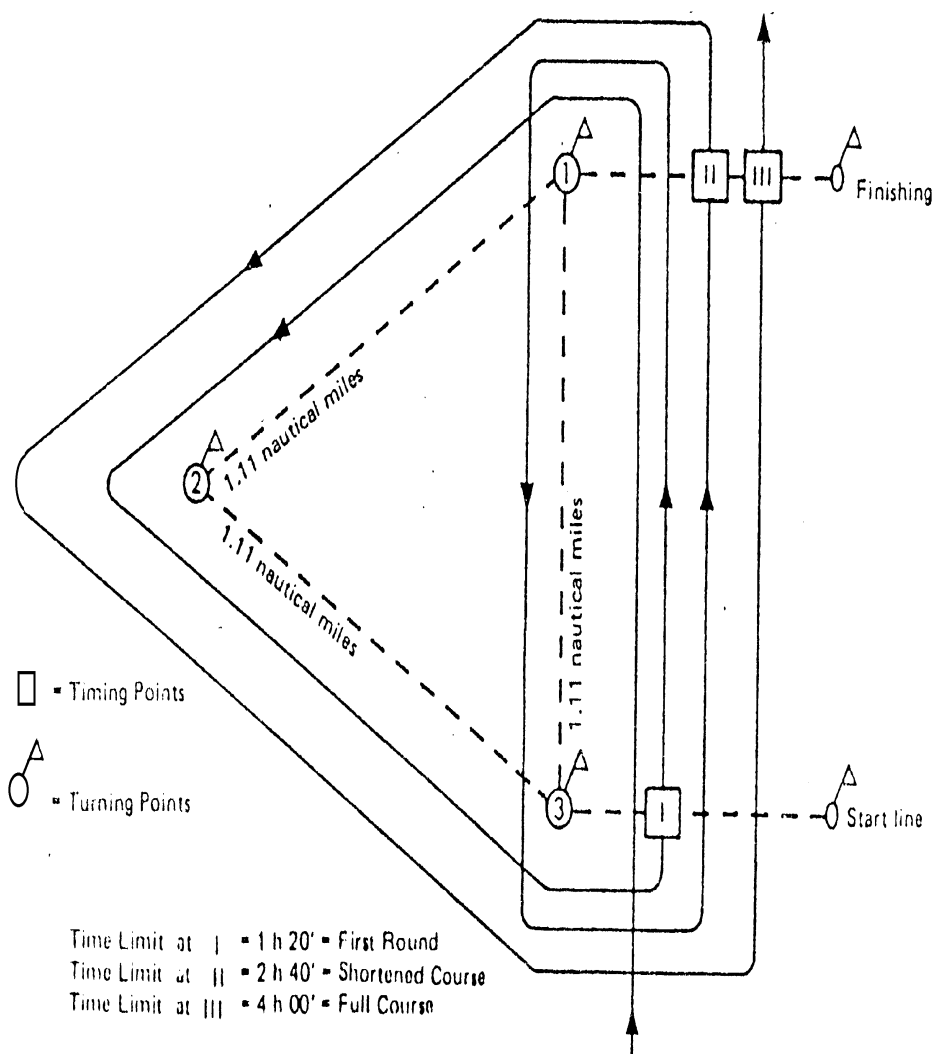 1
II
III
Finishing
1.11 nautical miles
2
1.11 nautical miles
1.11 nautical miles
= Timing Points
= Turning Points
3
I
Start line
Time Limit at I = 1 h 20' = First Round
Time Limit at II = 2 h 40' = Shortened Course
Time Limit at III = 4 h 00' = Full Course